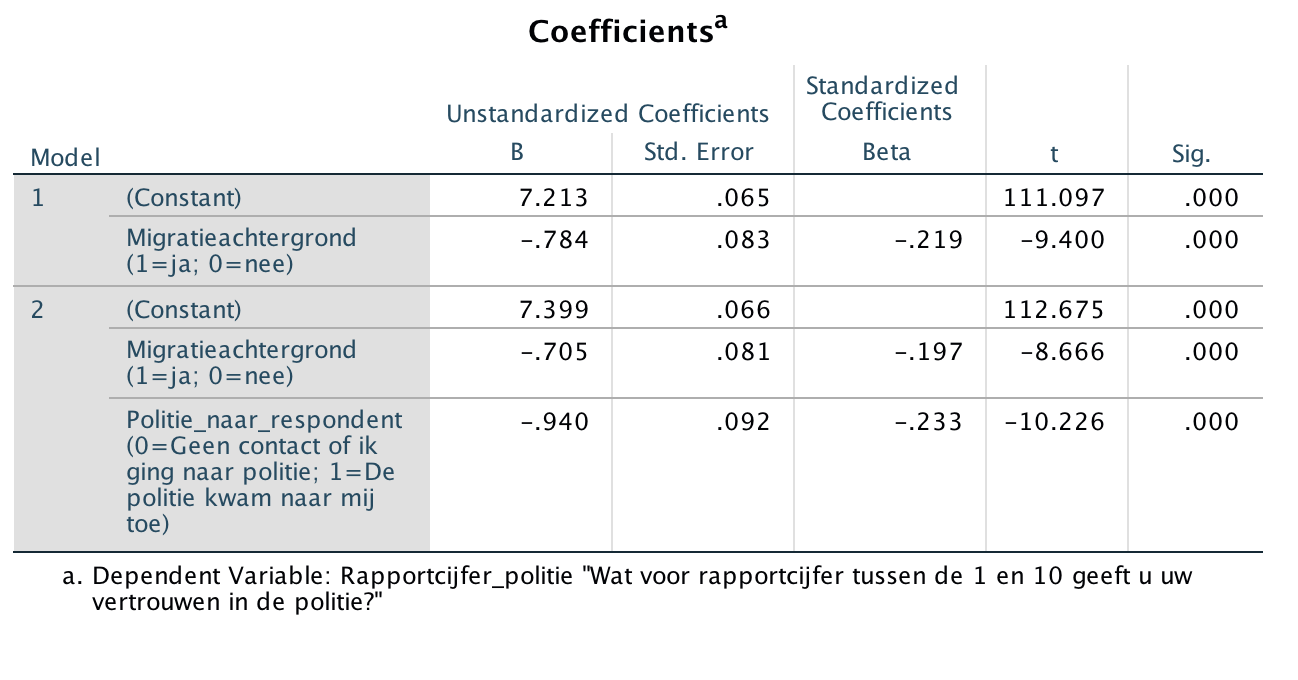 Coefficientsa
Unstandardized Coefficients Standardized Coefficients
Model B Std. Error Beta t Sig.
1 (Constant) 7.213 .065 111.097 .000
Migratieachtergrond (1=ja; 0=nee) -.784 .083 -.219 -9.400 .000
2 (Constant) 7.399 .066 112.675 .000
Migratieachtergrond (1=ja; 0=nee) -.705 .081 -.197 -8.666 .000
Politie_naar_respondent -.940 .092 -.233 -10.226 .000
(0=Geen contact of ik
ging naar politie; 1=De
politie kwam naar mij
toe)
a. Dependent Variable: Rapportcijfer_politie "Wat voor rapportcijfer tussen de 1 en 10 geeft u uw
vertrouwen in de politie?"